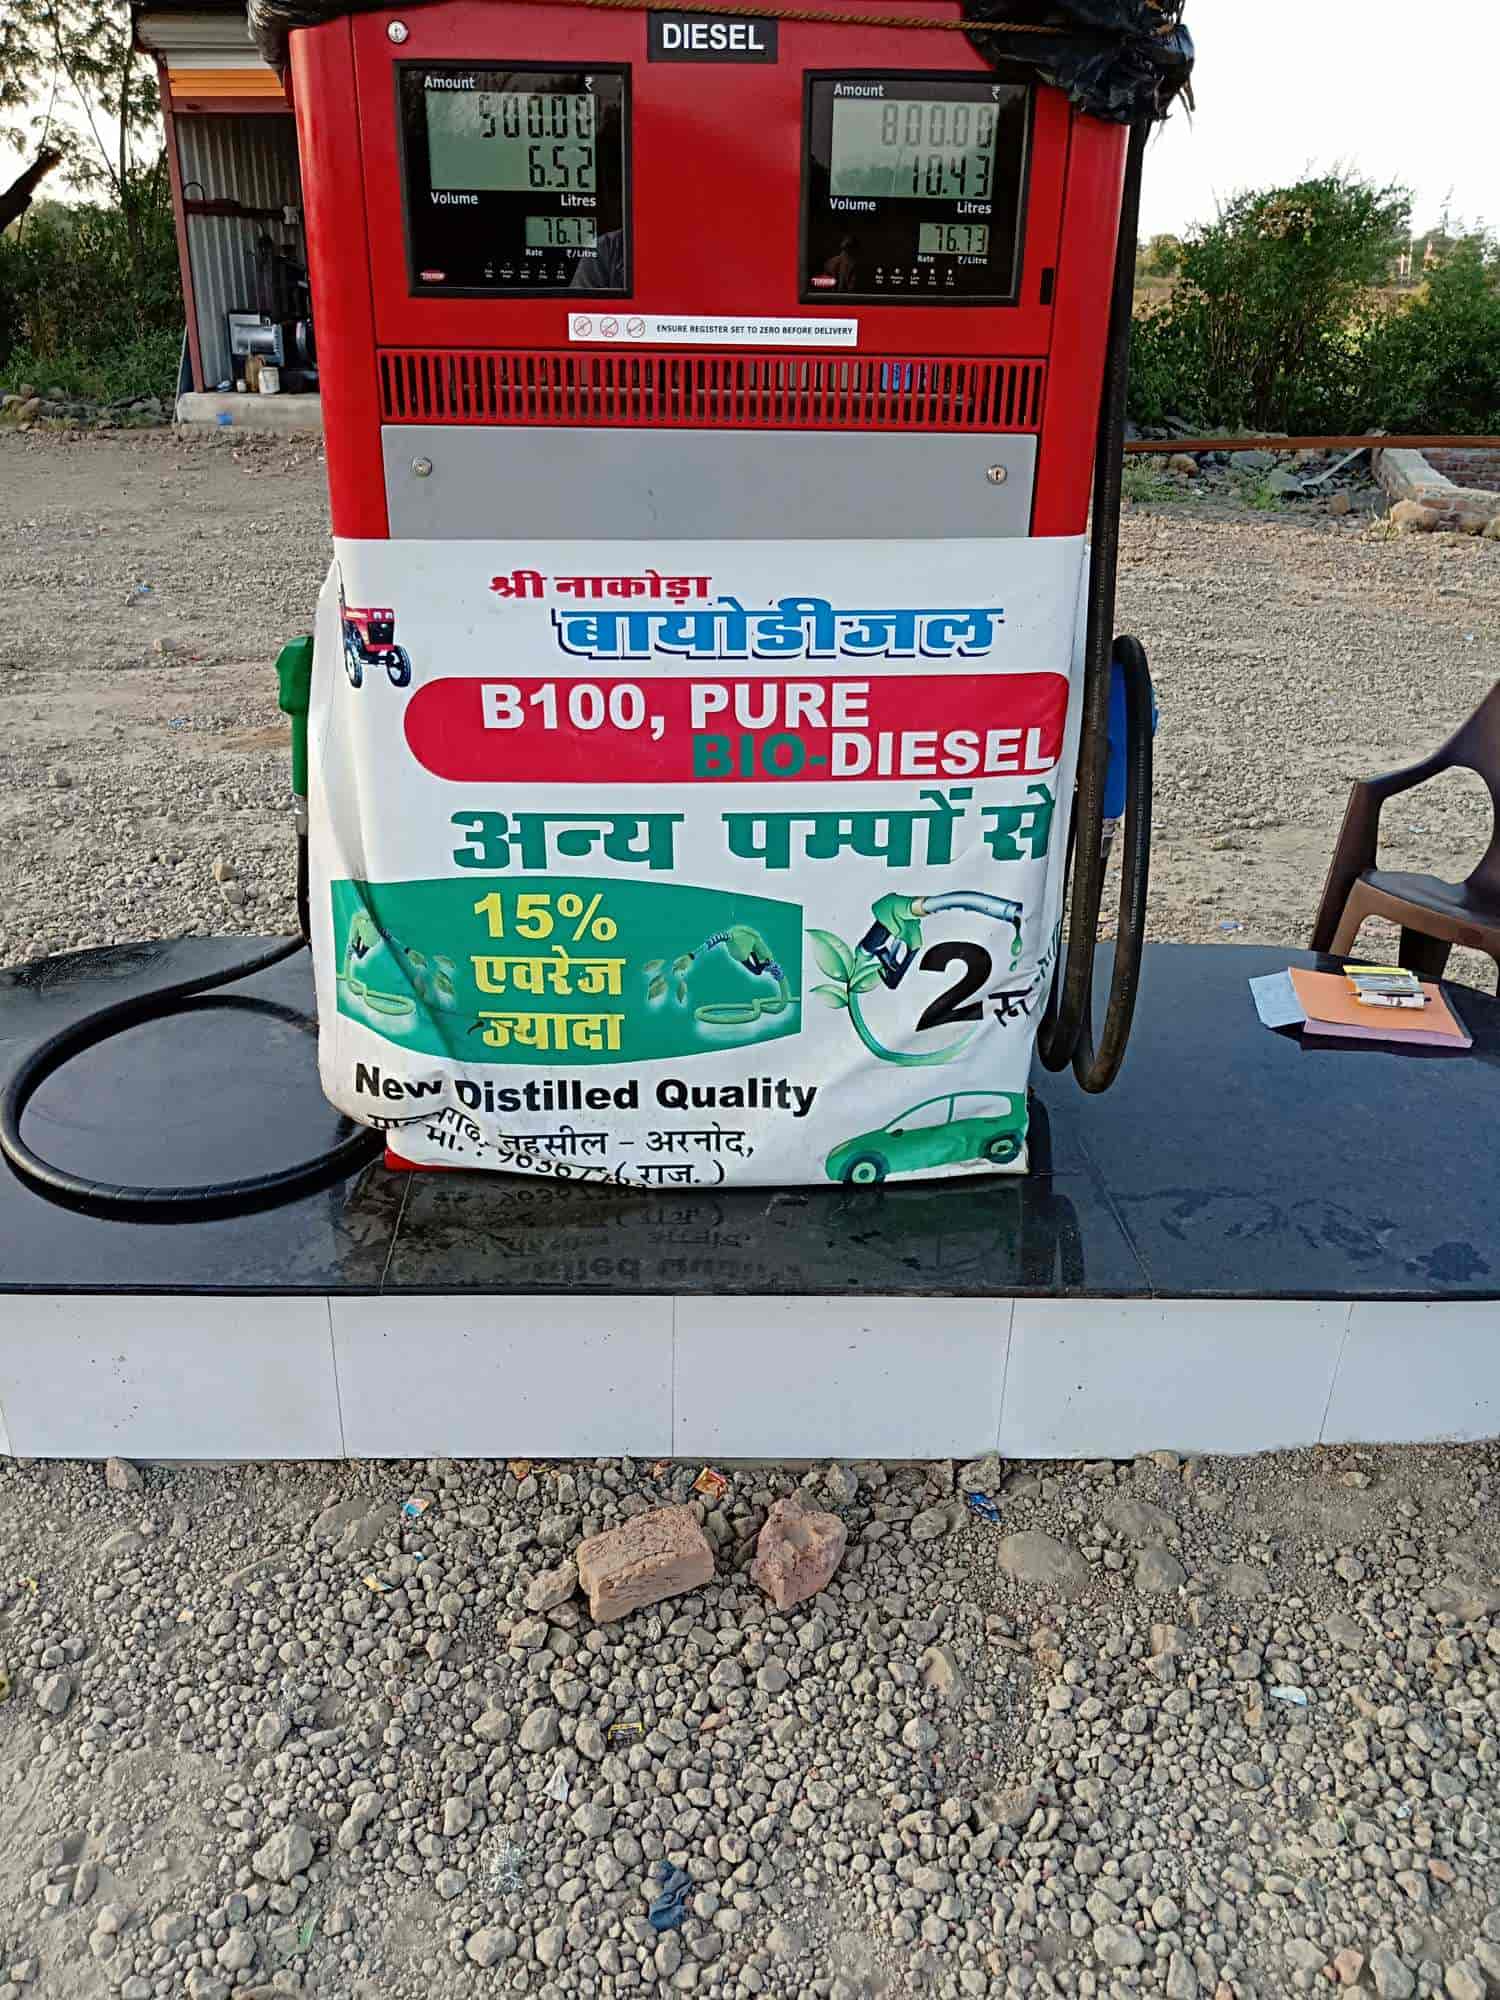 DIESEL
Amount ₹
500.00
6.52
Volume Litres
76.73
Rate ₹/Litre
Amount ₹
800.00
10.43
Volume Litres
76.73
Rate ₹/Litre
ENSURE REGISTER SET TO ZERO BEFORE DELIVERY
श्री नाकोड़ा
बायोडीजल
B100, PURE
BIO-DIESEL
अन्य पम्पों से
15%
एवरेज
ज्यादा
2
New Distilled Quality
तहसील - अरनोद,
मो. : (राज.)